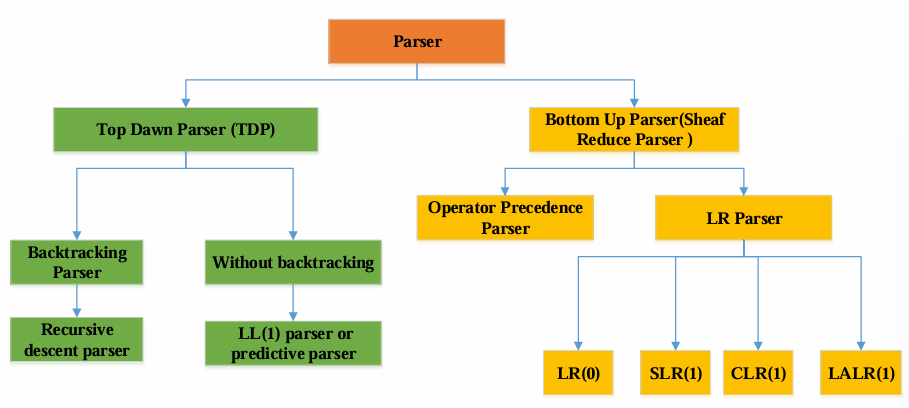 Parser
Top Dawn Parser (TDP)
Bottom Up Parser(Sheaf
Reduce Parser )
Operator Precedence
Parser
LR Parser
Backtracking
Parser
Without backtracking
Recursive
descent parser
LL(1) parser or
predictive parser
LR(0)
SLR(1)
CLR(1)
LALR(1)